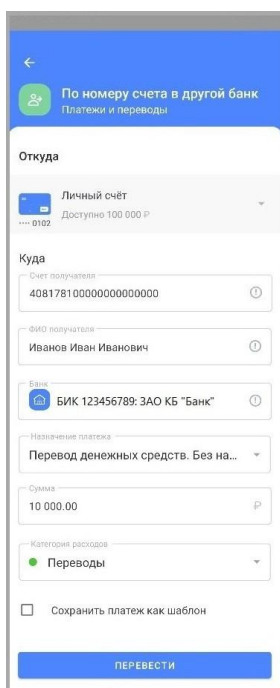 По номеру счета в другой банк
Платежи и переводы
Откуда
Личный счёт
Доступно 100 000 ₽
•••• 0102
Куда
Счет получателя
408178100000000000000
ФИО получателя
Иванов Иван Иванович
Банк
БИК 123456789: ЗАО КБ "Банк"
Назначение платежа
Перевод денежных средств. Без на...
Сумма
10 000.00 ₽
Категория расходов
Переводы
Сохранить платеж как шаблон
ПЕРЕВЕСТИ